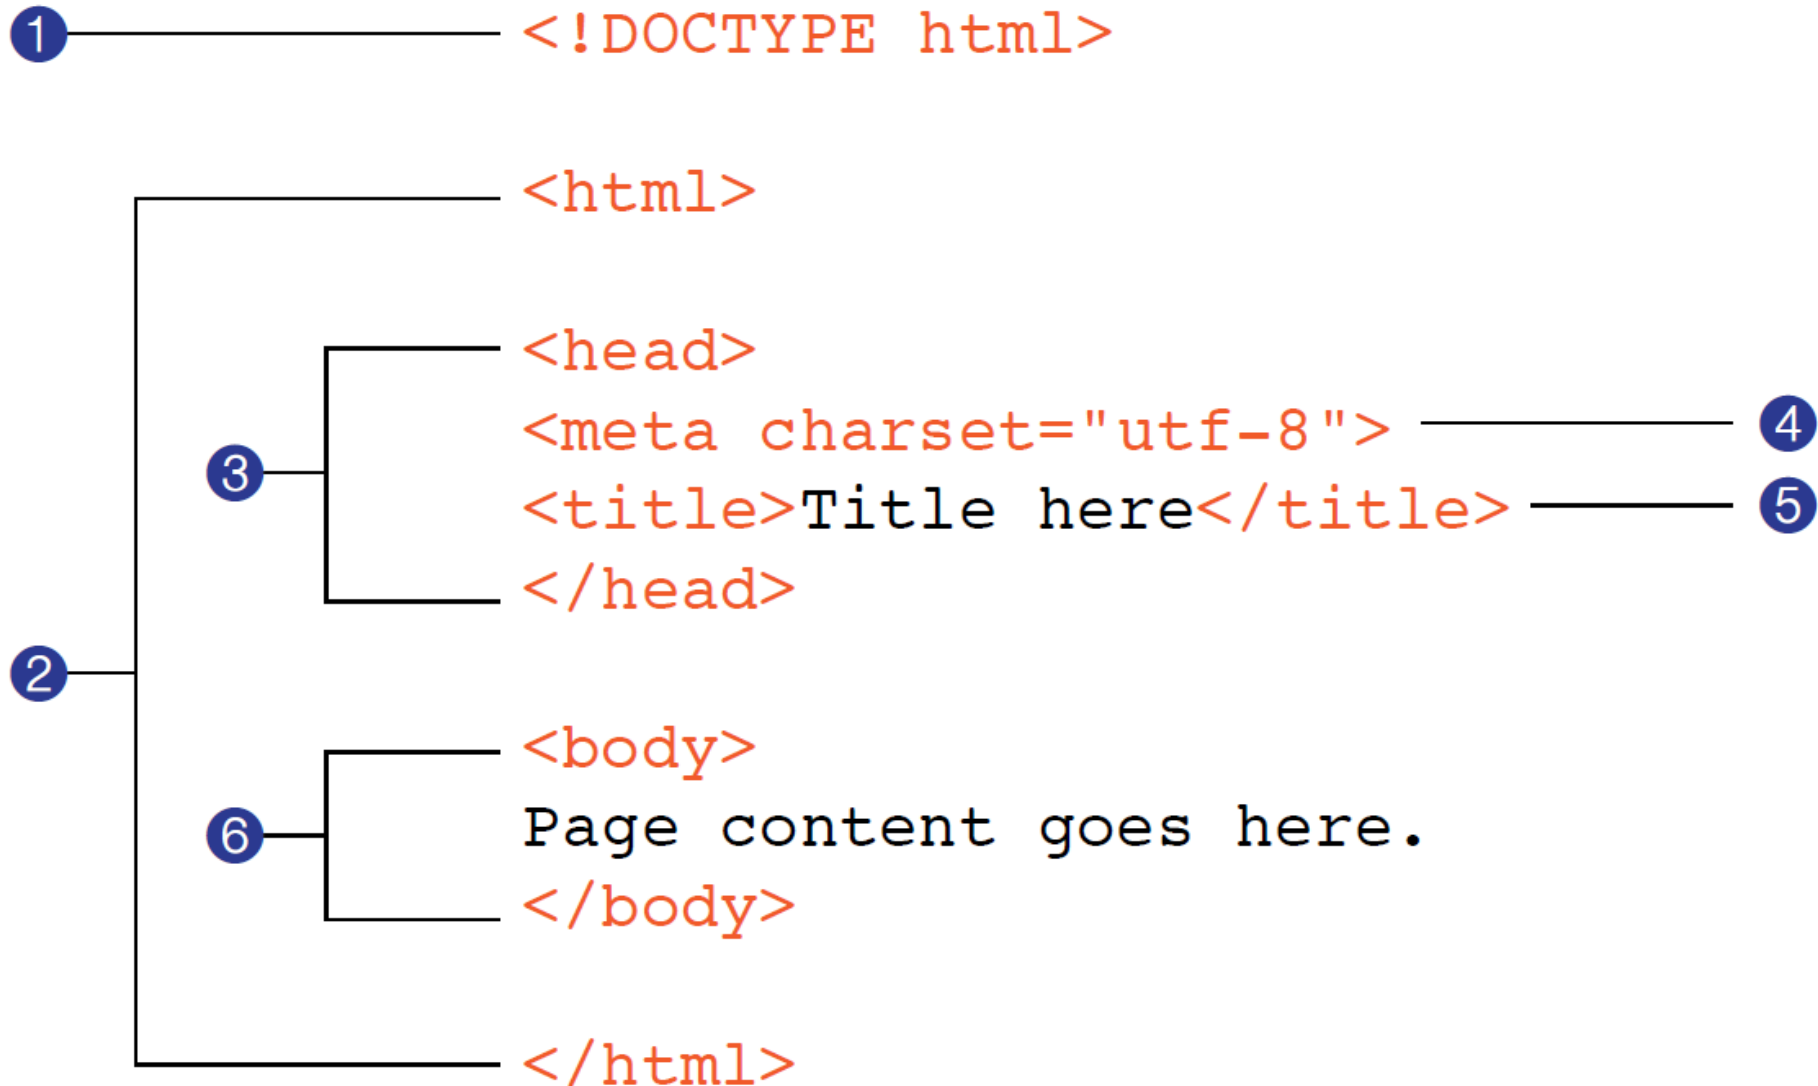 1 <!DOCTYPE html>
<html>
<head>
<meta charset="utf-8"> 4
3
<title>Title here</title> 5
</head>
2
<body>
6 Page content goes here.
</body>
</html>